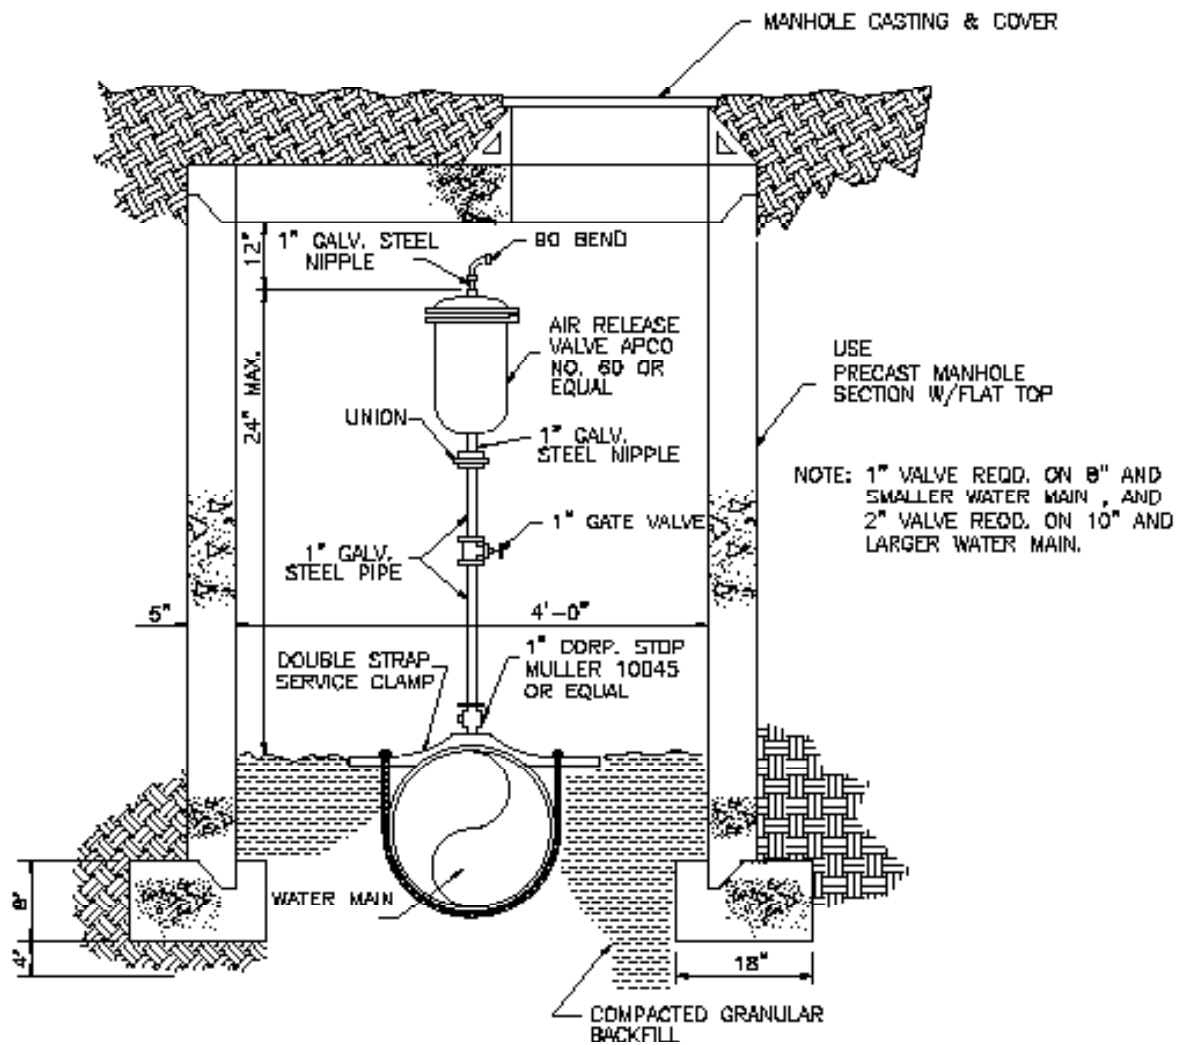 MANHOLE CASTING & COVER
12"
1" GALV. STEEL
NIPPLE
90 BEND
AIR RELEASE
VALVE APCO
NO. 60 OR
EQUAL
24" MAX.
UNION
1" GALV.
STEEL NIPPLE
USE
PRECAST MANHOLE
SECTION W/FLAT TOP
NOTE: 1" VALVE REQD. ON 8" AND
SMALLER WATER MAIN , AND
2" VALVE REQD. ON 10" AND
LARGER WATER MAIN.
1" GATE VALVE
1" GALV.
STEEL PIPE
5"
4'-0"
DOUBLE STRAP
SERVICE CLAMP
1" CORP. STOP
MULLER 10045
OR EQUAL
WATER MAIN
8"
4"
18"
COMPACTED GRANULAR
BACKFILL